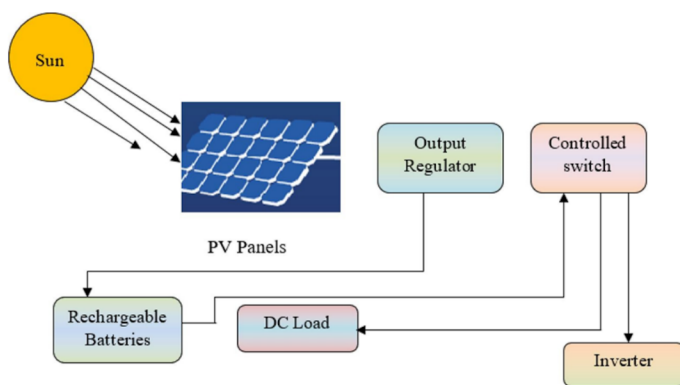 Sun
Output
Regulator
Controlled
switch
PV Panels
Rechargeable
Batteries
DC Load
Inverter